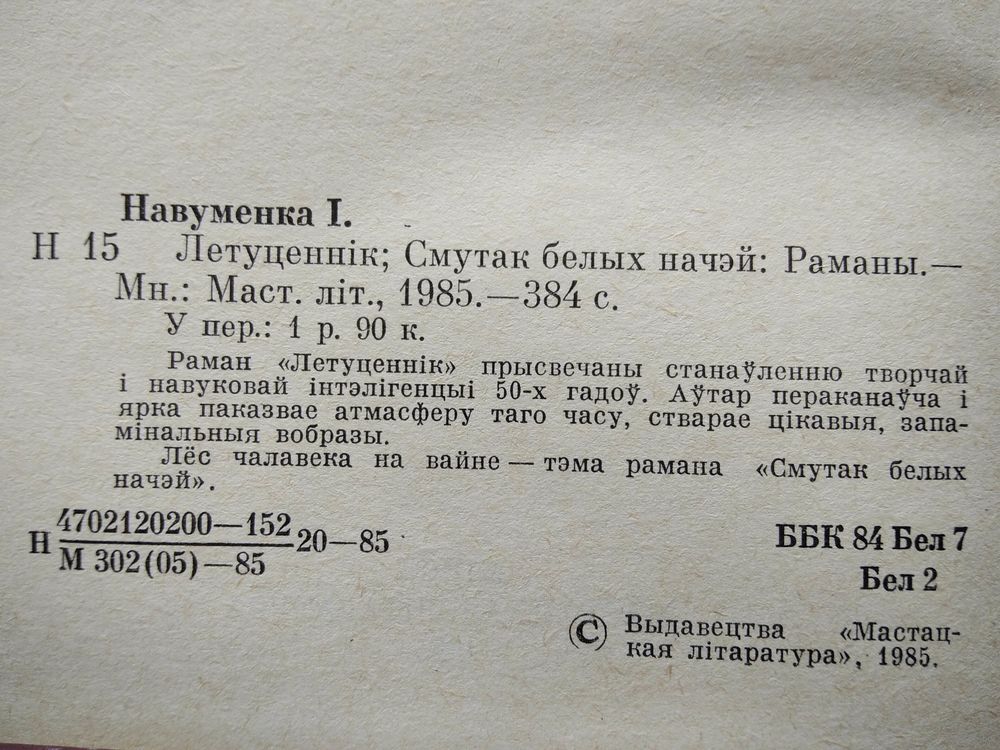 Навуменка І.
Н 15 Летуценнік; Смутак белых начэй: Раманы.—
Мн.: Маст. літ., 1985.—384 с.
У пер.: 1 р. 90 к.
Раман «Летуценнік» прысвечаны станаўленню творчай
і навуковай інтэлігенцыі 50-х гадоў. Аўтар пераканаўча і
ярка паказвае атмасферу таго часу, стварае цікавыя, запа-
мінальныя вобразы.
Лёс чалавека на вайне — тэма рамана «Смутак белых
начэй».
Н 4702120200—152 20—85
М 302(05)—85
ББК 84 Бел 7
Бел 2
© Выдавецтва «Мастац-
кая літаратура», 1985.